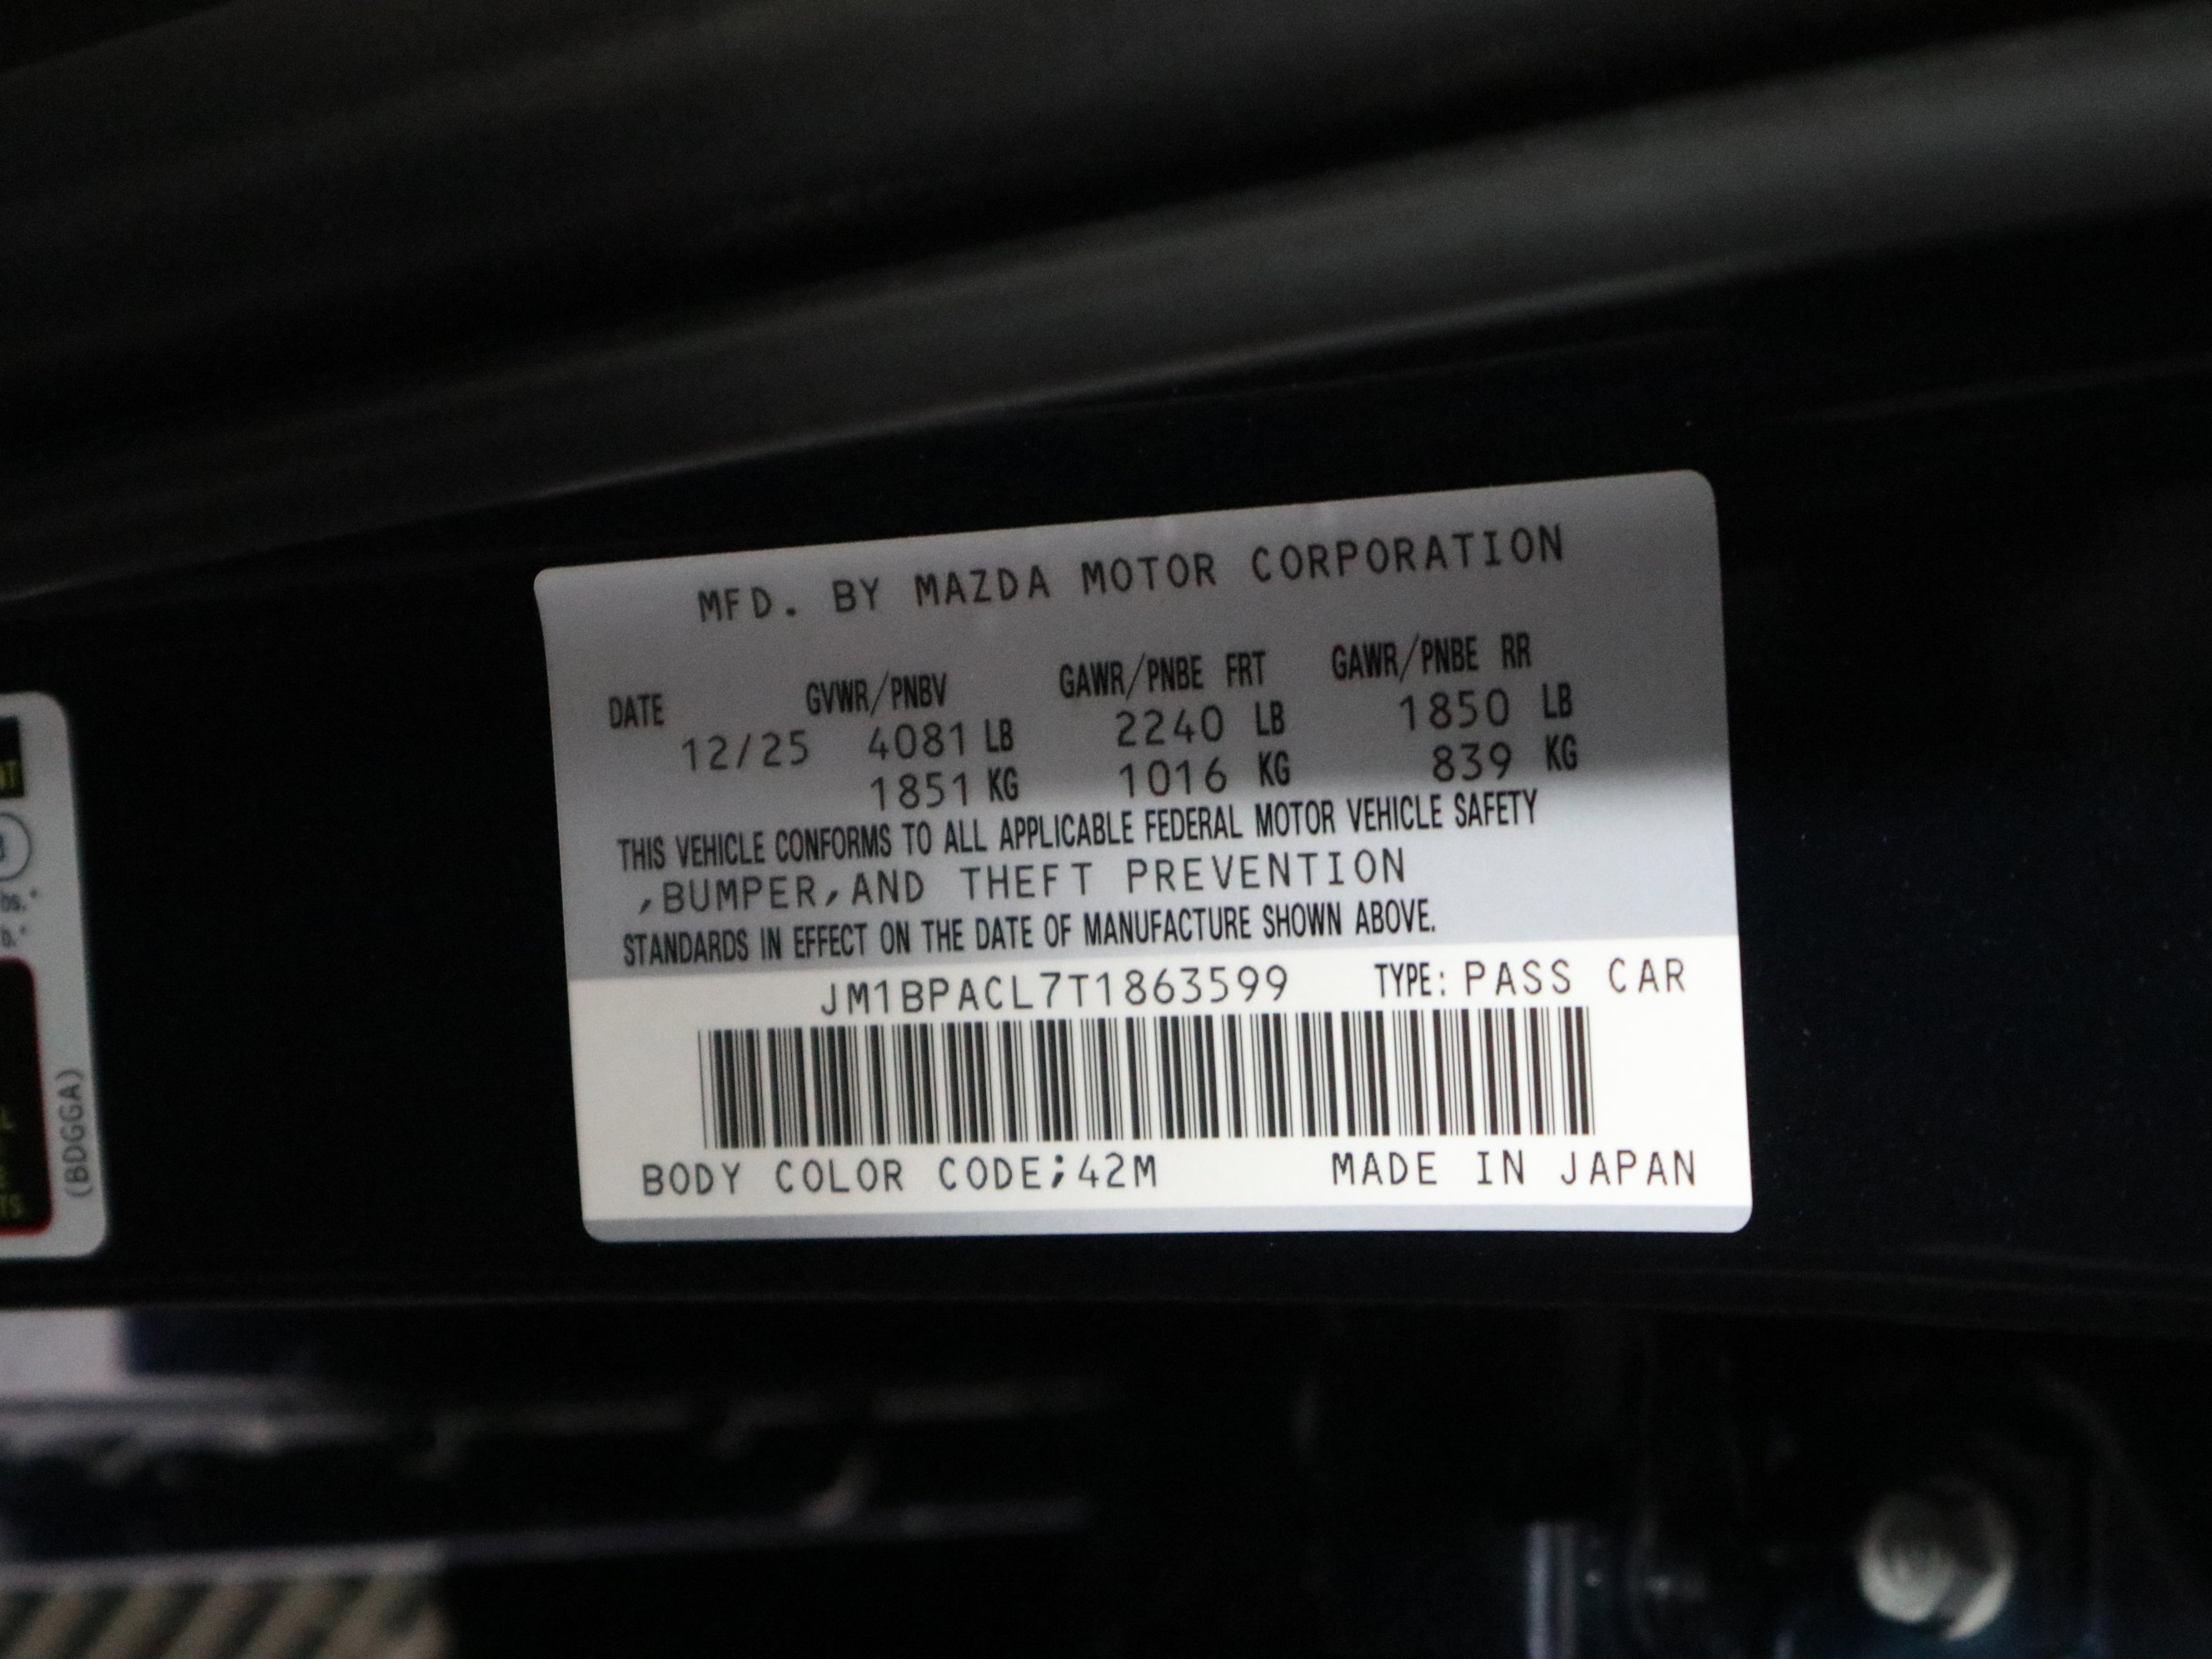 MFD. BY MAZDA MOTOR CORPORATION
DATE GVWR/PNBV GAWR/PNBE FRT GAWR/PNBE RR
12/25 4081 LB 2240 LB 1850 LB
1851 KG 1016 KG 839 KG
THIS VEHICLE CONFORMS TO ALL APPLICABLE FEDERAL MOTOR VEHICLE SAFETY
,BUMPER,AND THEFT PREVENTION
STANDARDS IN EFFECT ON THE DATE OF MANUFACTURE SHOWN ABOVE.
JM1BPACL7T1863599 TYPE: PASS CAR
BODY COLOR CODE;42M MADE IN JAPAN
(BDGGA)